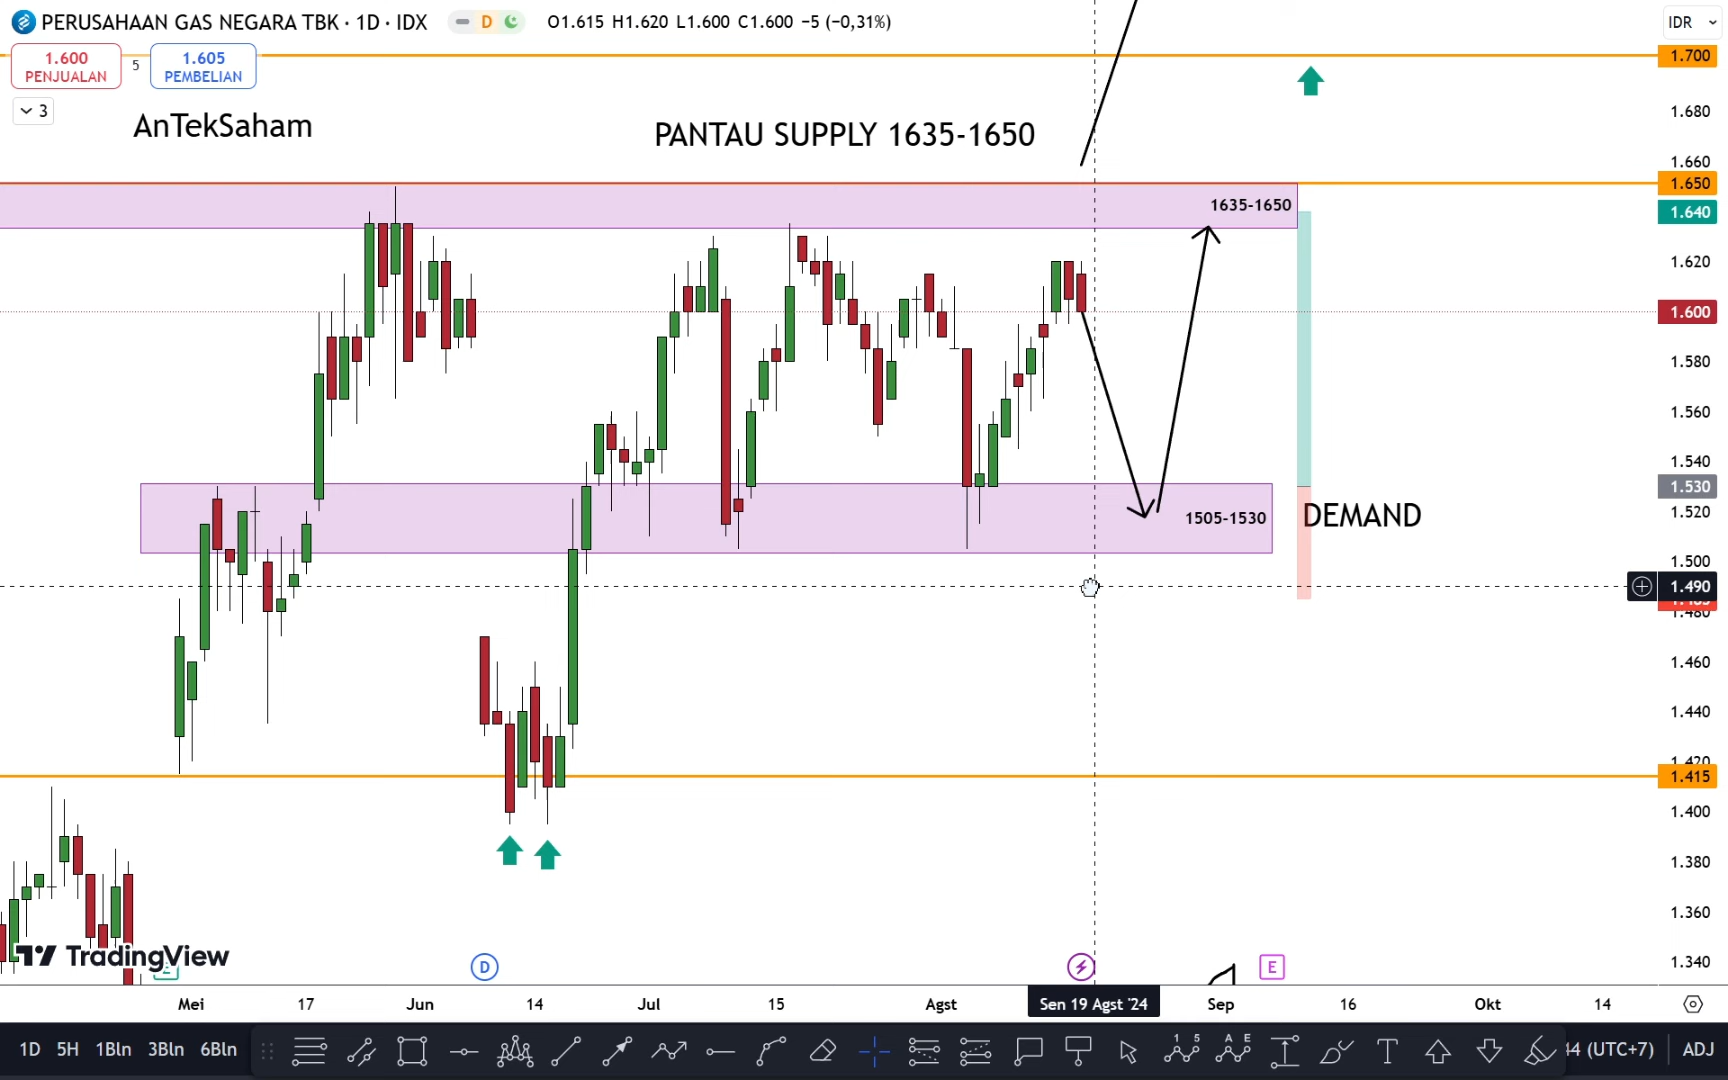 PERUSAHAAN GAS NEGARA TBK · 1D · IDX
D
O1.615 H1.620 L1.600 C1.600 −5 (−0,31%)
IDR
1.600
PENJUALAN
5
1.605
PEMBELIAN
3
AnTekSaham
PANTAU SUPPLY 1635-1650
1635-1650
1505-1530
DEMAND
1.700
1.680
1.660
1.650
1.640
1.620
1.600
1.580
1.560
1.540
1.530
1.520
1.500
1.490
1.480
1.460
1.440
1.420
1.415
1.400
1.380
1.360
1.340
TradingView
D
E
Mei
17
Jun
14
Jul
15
Agst
Sen 19 Agst '24
Sep
16
Okt
14
1D 5H 1Bln 3Bln 6Bln
44 (UTC+7)
ADJ